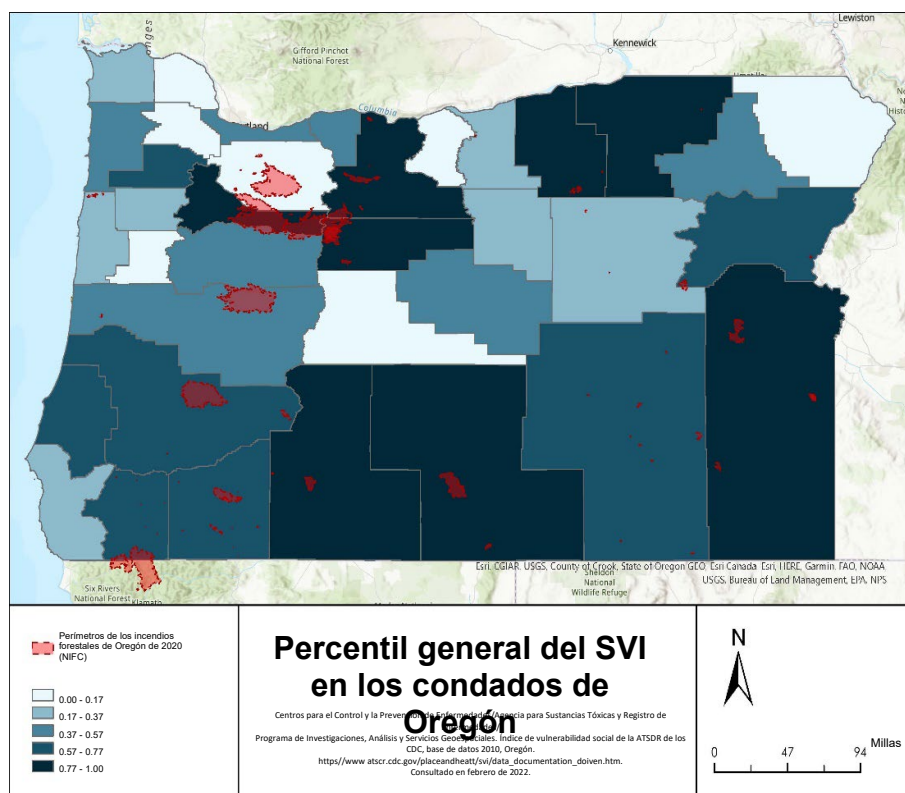 Lewiston
Kennewick
Gifford Pinchot
National Forest
anges
Columbia
tland
Esri, CGIAR, USGS, County of Crook, State of Oregon GEO, Esri Canada, Esri, HERE, Garmin, FAO, NOAA
USGS, Bureau of Land Management, EPA, NPS
Sheldon
National
Wildlife Refuge
Six Rivers
National Forest
Klamath
Perímetros de los incendios
forestales de Oregón de 2020
(NIFC)
0.00 - 0.17
0.17 - 0.37
0.37 - 0.57
0.57 - 0.77
0.77 - 1.00
Percentil general del SVI
en los condados de
Oregón
Centros para el Control y la Prevención de Enfermedades/Agencia para Sustancias Tóxicas y Registro de
Programa de Investigaciones, Análisis y Servicios Geoespaciales. Índice de vulnerabilidad social de la ATSDR de los
CDC, base de datos 2010, Oregón.
https//www atscr.cdc.gov/placeandheatt/svi/data_documentation_doiven.htm.
Consultado en febrero de 2022.
N
0 47 94 Millas